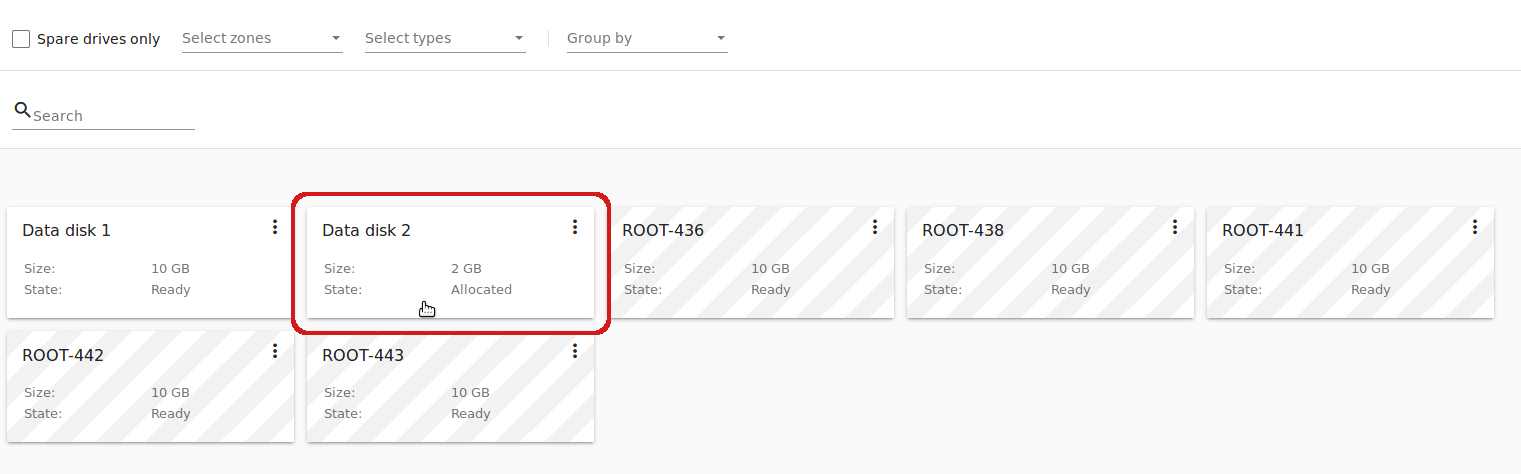 Spare drives only Select zones Select types Group by
Search
Data disk 1
Size: 10 GB
State: Ready
Data disk 2
Size: 2 GB
State: Allocated
ROOT-436
Size: 10 GB
State: Ready
ROOT-438
Size: 10 GB
State: Ready
ROOT-441
Size: 10 GB
State: Ready
ROOT-442
Size: 10 GB
State: Ready
ROOT-443
Size: 10 GB
State: Ready